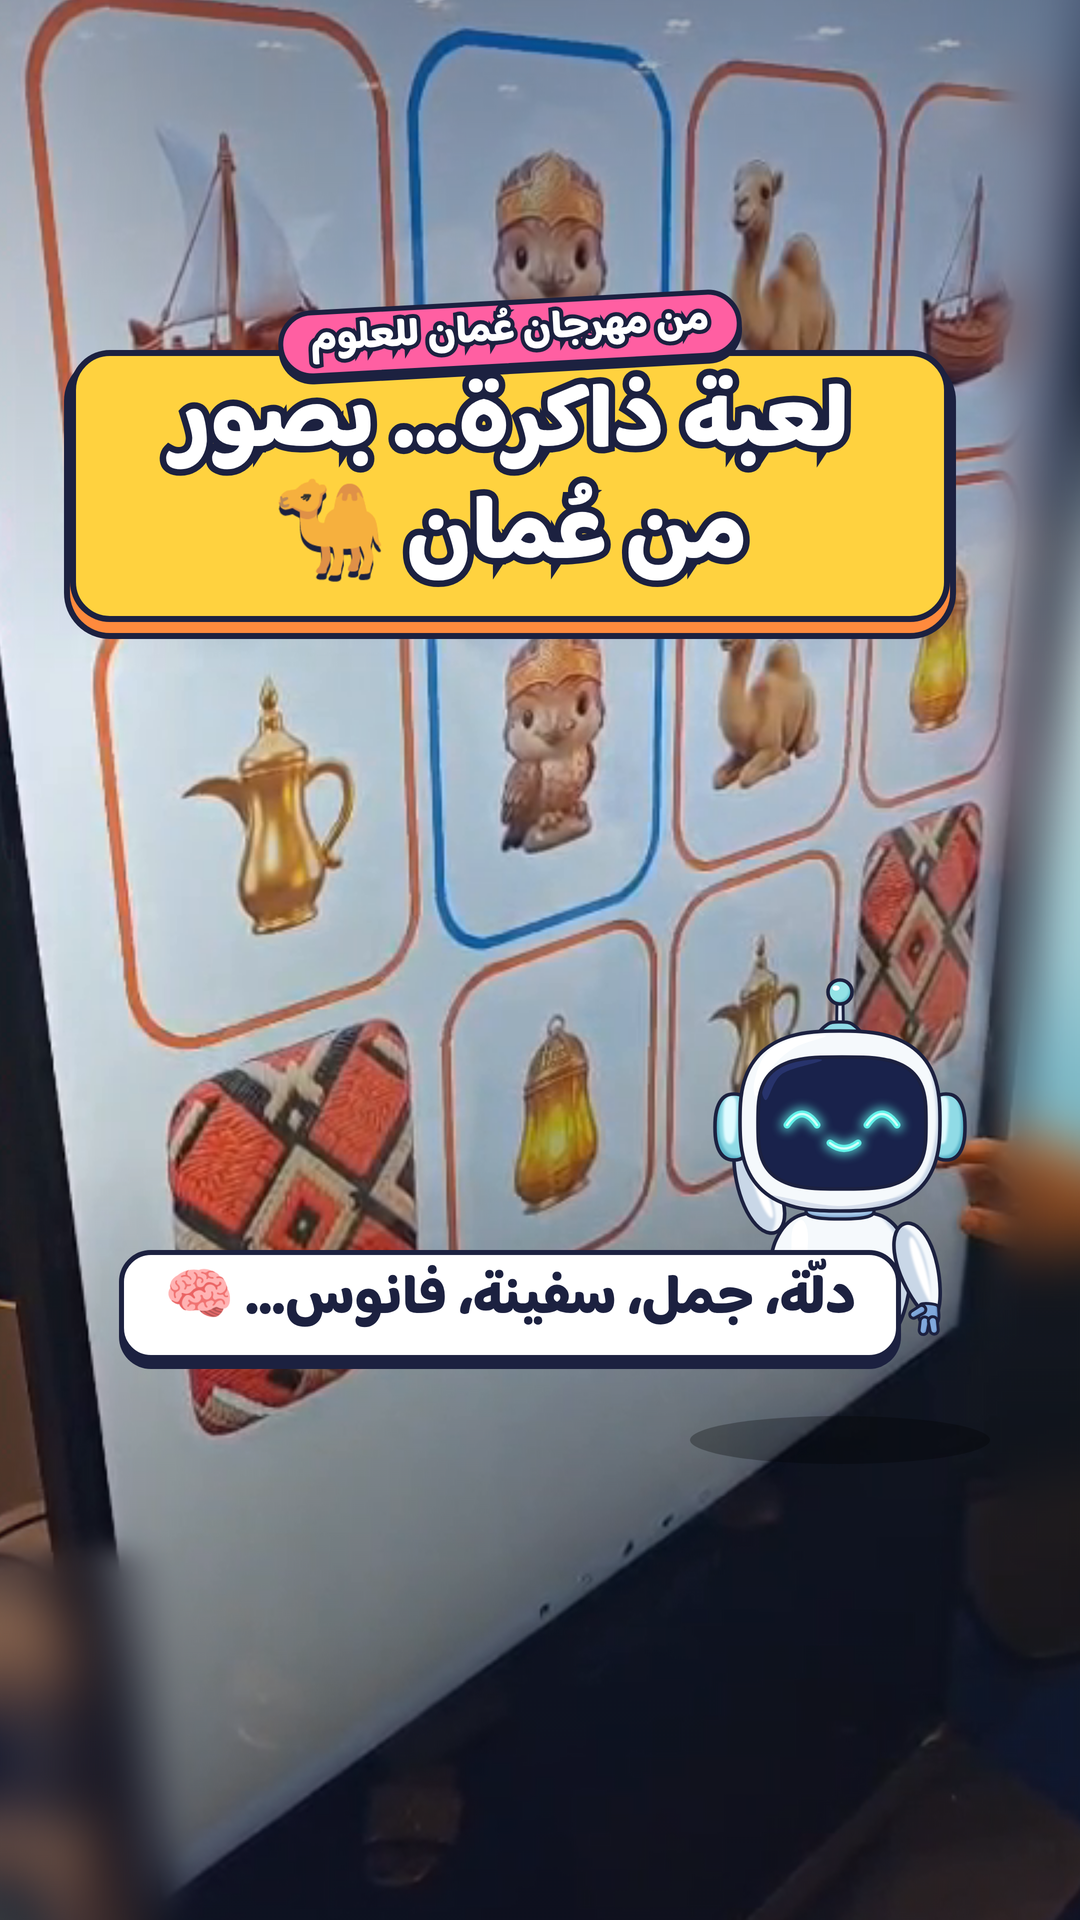 من مهرجان عُمان للعلوم
لعبة ذاكرة... بصور
من عُمان 🐫
دلّة، جمل، سفينة، فانوس... 🧠